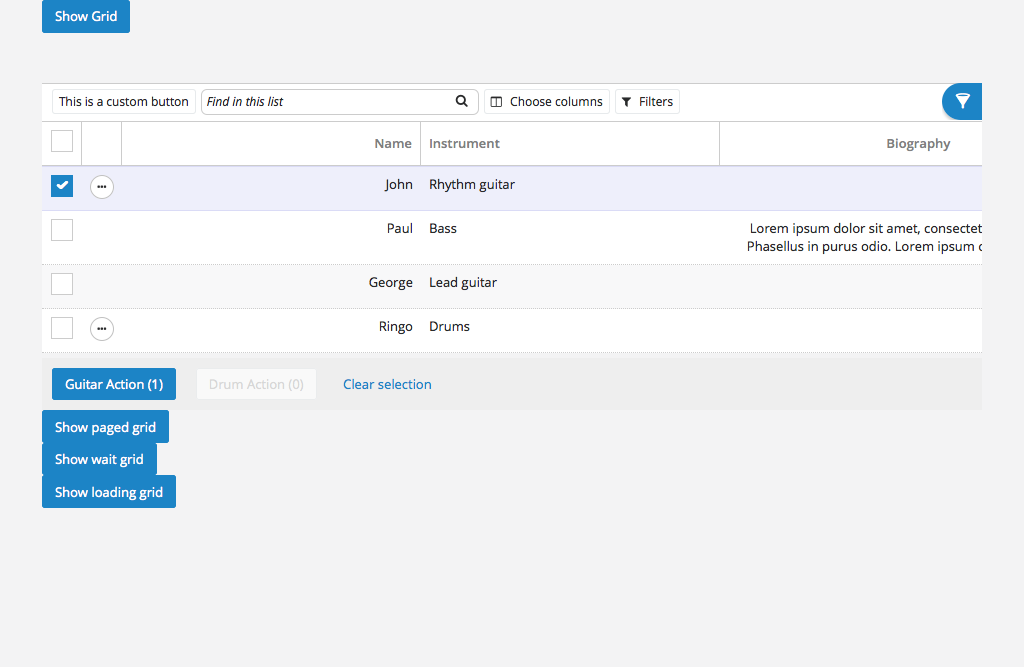 Show Grid
This is a custom button Find in this list Choose columns Filters
Name Instrument Biography
John Rhythm guitar
Paul Bass Lorem ipsum dolor sit amet, consectet
Phasellus in purus odio. Lorem ipsum
George Lead guitar
Ringo Drums
Guitar Action (1) Drum Action (0) Clear selection
Show paged grid
Show wait grid
Show loading grid